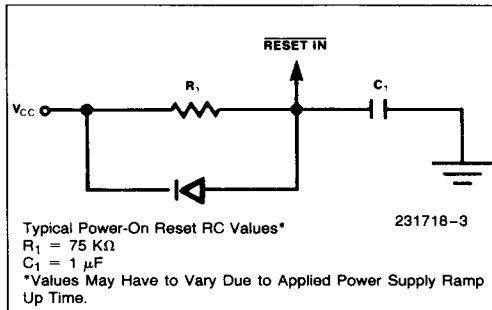 RESET IN
R₁
C₁
VCC
Typical Power-On Reset RC Values*
231718-3
R₁ = 75 KΩ
C₁ = 1 μF
*Values May Have to Vary Due to Applied Power Supply Ramp
Up Time.